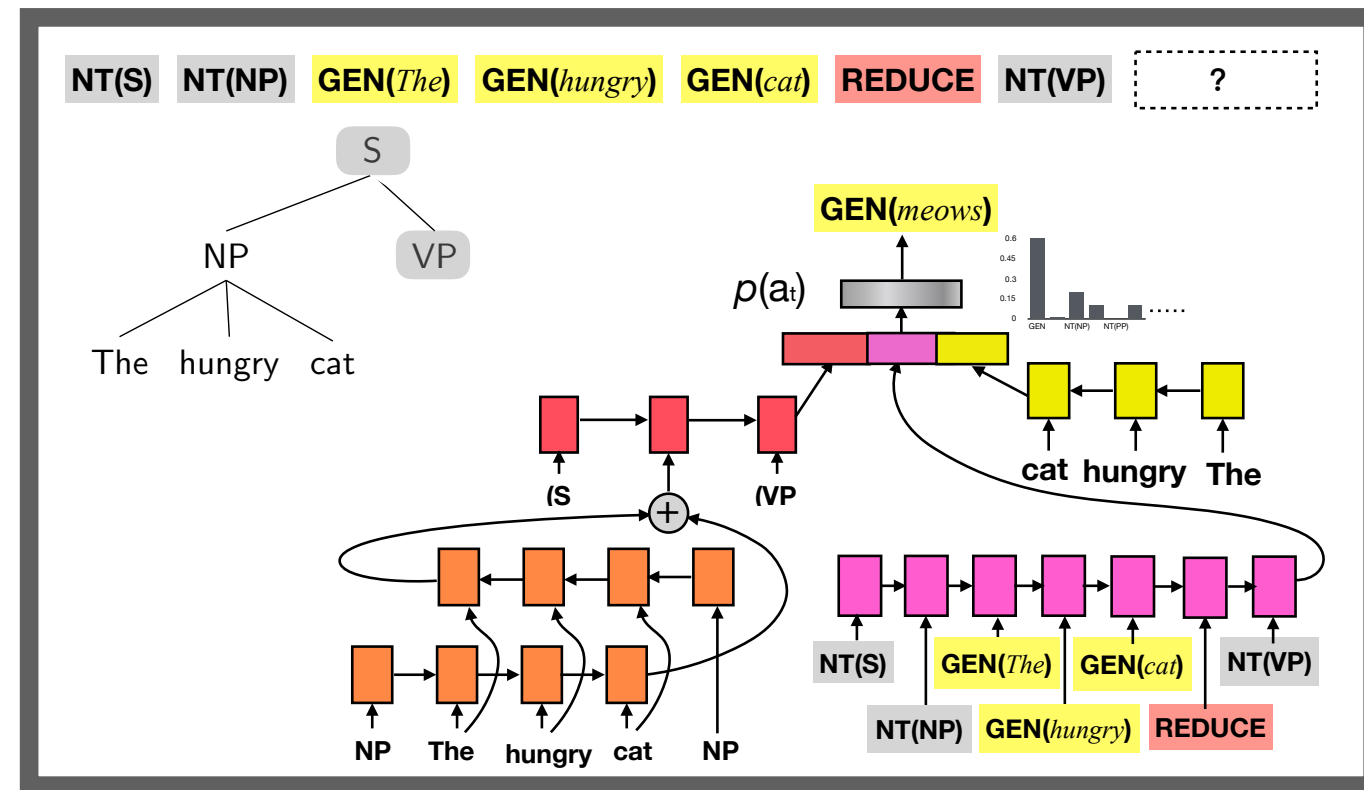 NT(S) NT(NP) GEN(The) GEN(hungry) GEN(cat) REDUCE NT(VP) ?
S
NP VP
The hungry cat
GEN(meows)
p(at)
0.6
0.45
0.3
0.15
0
GEN NT(NP) NT(PP)
.....
cat hungry The
(S (VP
+
NP The hungry cat NP
NT(S) GEN(The) GEN(cat) NT(VP)
NT(NP) GEN(hungry) REDUCE